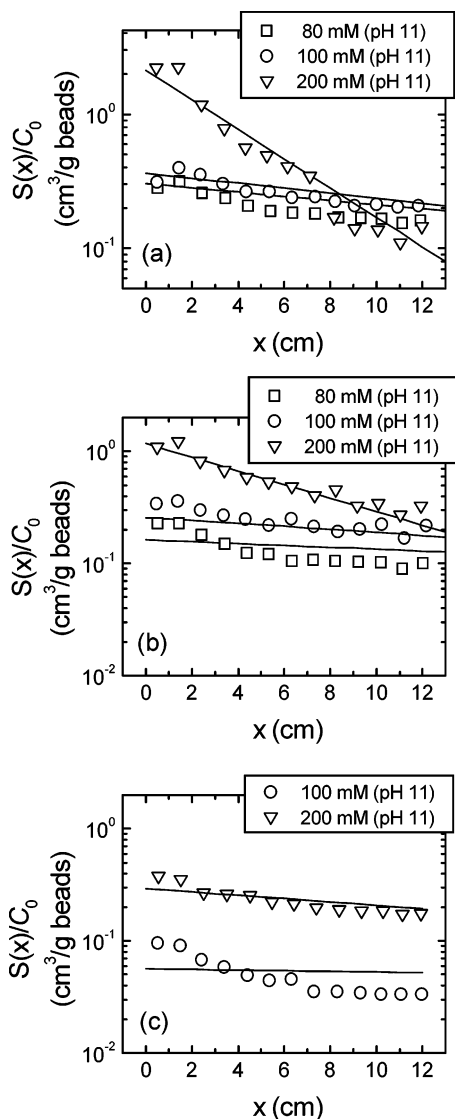 80 mM (pH 11)
100 mM (pH 11)
200 mM (pH 11)
S(x)/C₀
(cm³/g beads)
10⁰
10⁻¹
(a)
0 2 4 6 8 10 12
x (cm)
80 mM (pH 11)
100 mM (pH 11)
200 mM (pH 11)
S(x)/C₀
(cm³/g beads)
10⁰
10⁻¹
10⁻²
(b)
0 2 4 6 8 10 12
x (cm)
100 mM (pH 11)
200 mM (pH 11)
S(x)/C₀
(cm³/g beads)
10⁰
10⁻¹
10⁻²
(c)
0 2 4 6 8 10 12
x (cm)